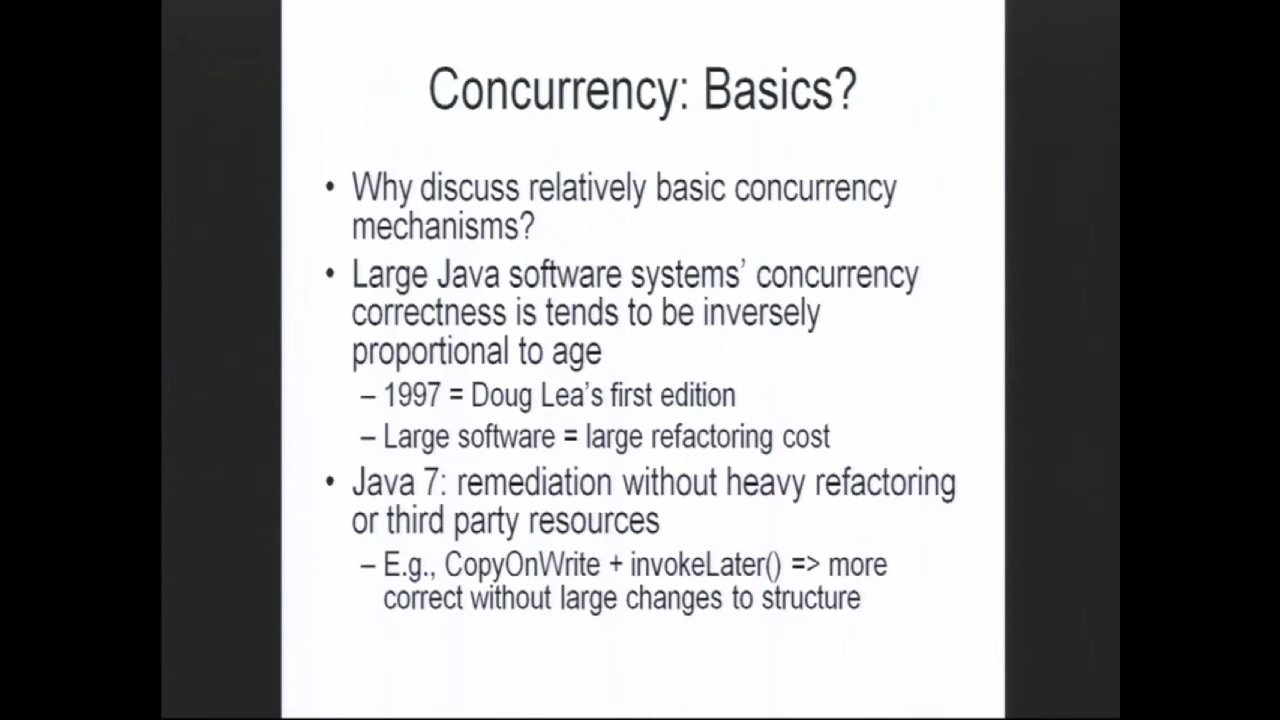 Concurrency: Basics?
• Why discuss relatively basic concurrency
mechanisms?
• Large Java software systems’ concurrency
correctness is tends to be inversely
proportional to age
– 1997 = Doug Lea’s first edition
– Large software = large refactoring cost
• Java 7: remediation without heavy refactoring
or third party resources
– E.g., CopyOnWrite + invokeLater() => more
correct without large changes to structure